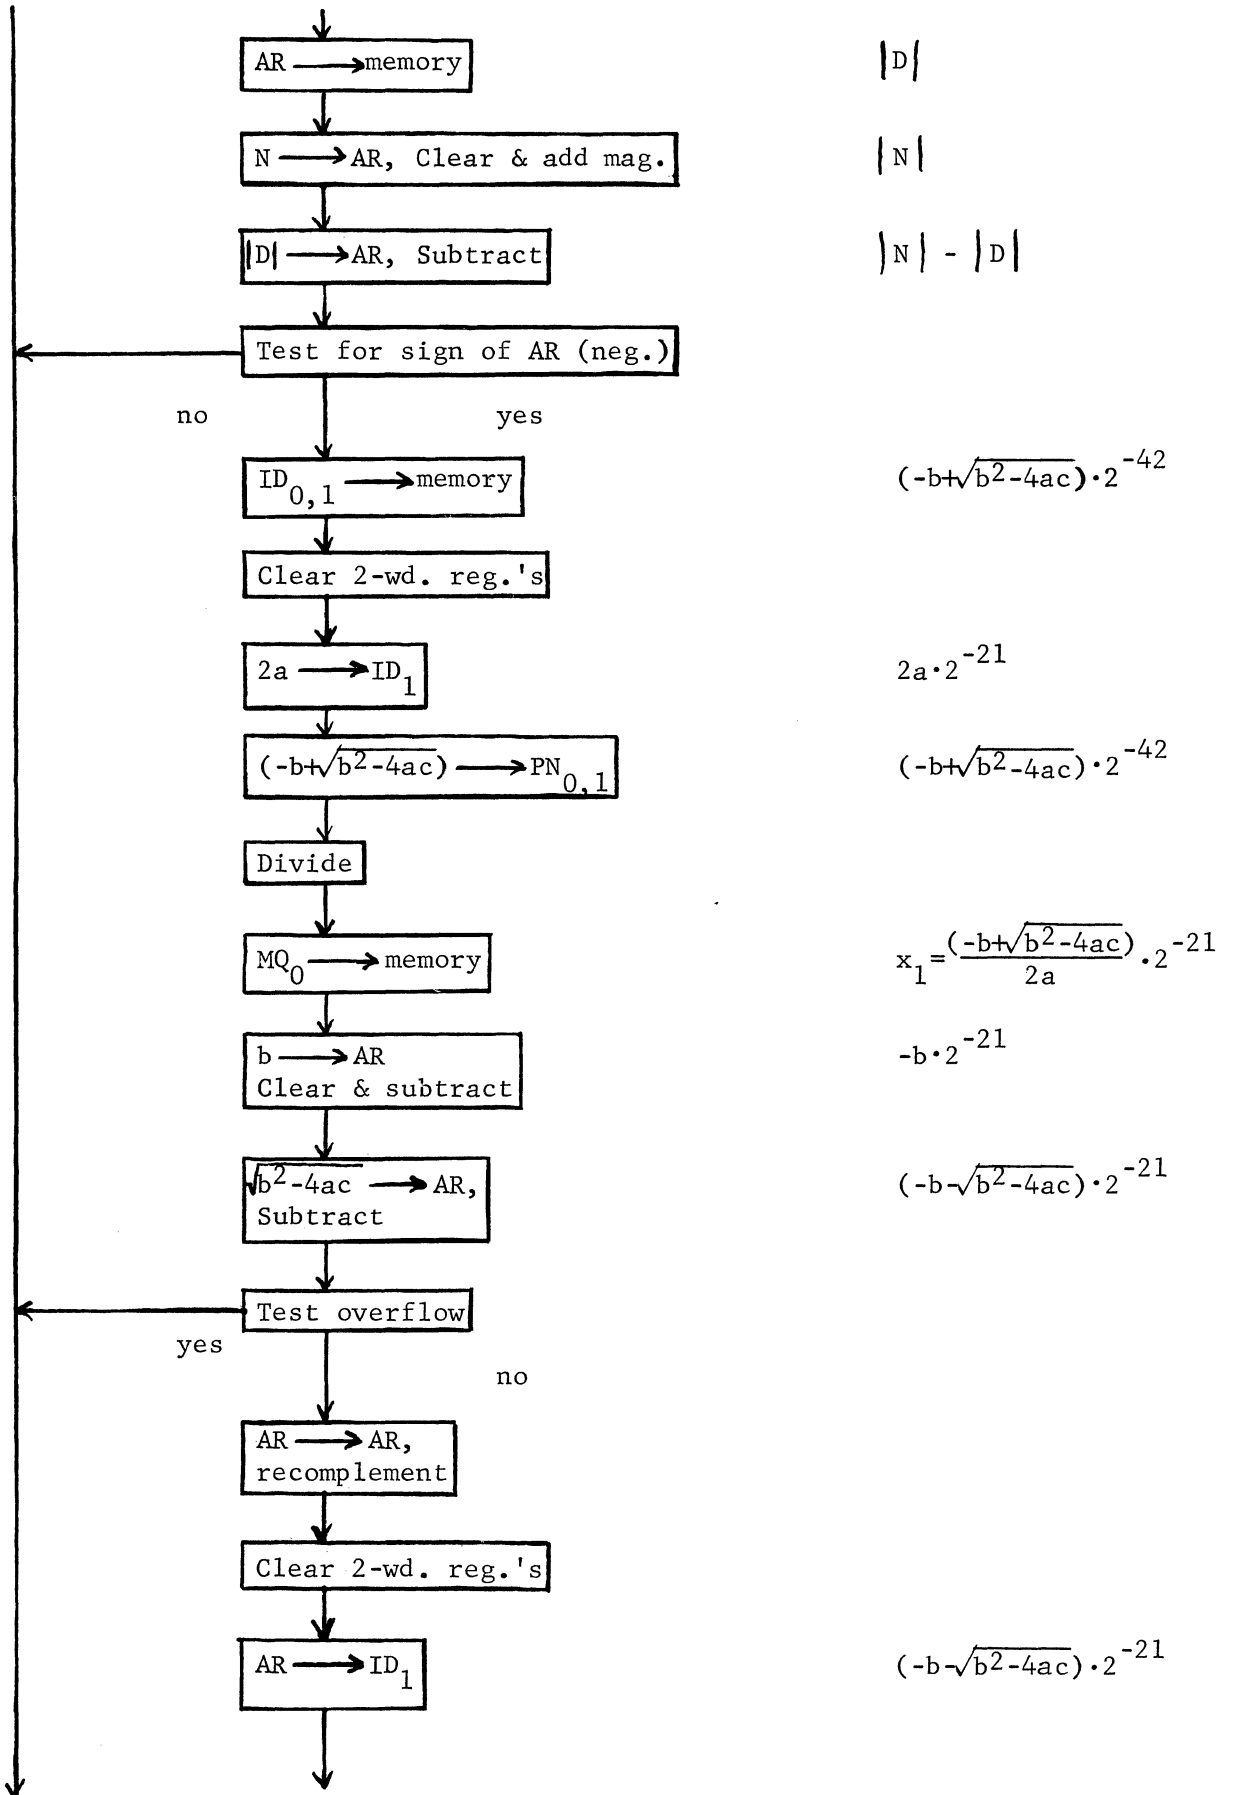 AR ⟶ memory |D|
N ⟶ AR, Clear & add mag. |N|
|D| ⟶ AR, Subtract |N| - |D|
Test for sign of AR (neg.)
no yes
ID₀,₁ ⟶ memory (-b+√b²-4ac)·2⁻⁴²
Clear 2-wd. reg.'s
2a ⟶ ID₁ 2a·2⁻²¹
(-b+√b²-4ac) ⟶ PN₀,₁ (-b+√b²-4ac)·2⁻⁴²
Divide
MQ₀ ⟶ memory x₁=(-b+√b²-4ac)/2a·2⁻²¹
b ⟶ AR -b·2⁻²¹
Clear & subtract
√b²-4ac ⟶ AR, (-b-√b²-4ac)·2⁻²¹
Subtract
Test overflow
yes
no
AR ⟶ AR,
recomplement
Clear 2-wd. reg.'s
AR ⟶ ID₁ (-b-√b²-4ac)·2⁻²¹